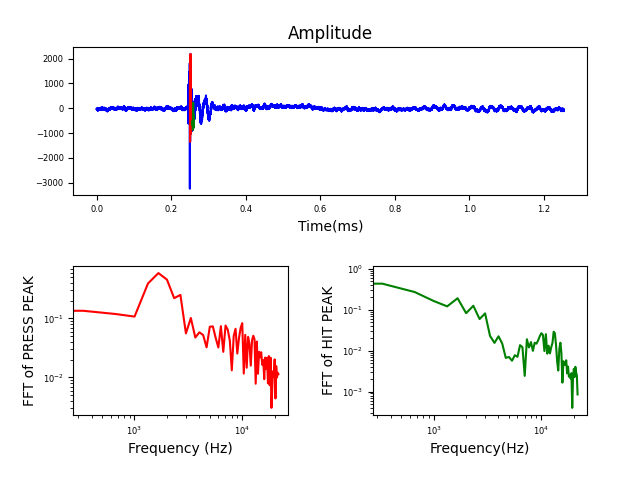 Amplitude
2000
1000
0
−1000
−2000
−3000
0.0 0.2 0.4 0.6 0.8 1.0 1.2
Time(ms)
FFT of PRESS PEAK
10⁻¹
10⁻²
10³ 10⁴
Frequency (Hz)
FFT of HIT PEAK
10⁰
10⁻¹
10⁻²
10⁻³
10³ 10⁴
Frequency(Hz)